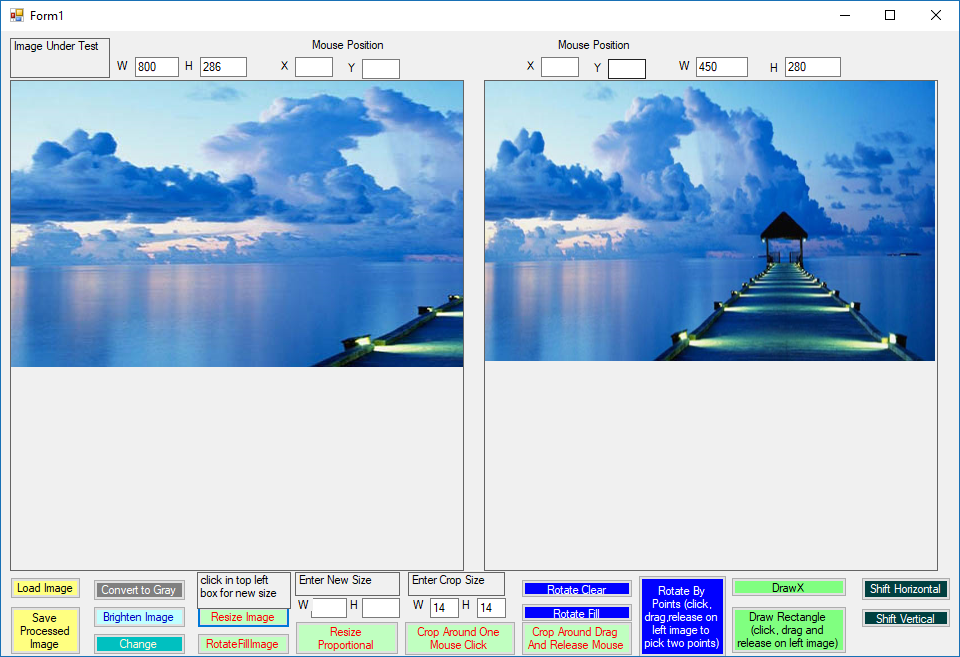 Form1
Image Under Test
Mouse Position
Mouse Position
W 800 H 286 X Y
X Y W 450 H 280
Load Image
Save
Processed
Image
Convert to Gray
Brighten Image
Change
click in top left
box for new size
Resize Image
RotateFillImage
Enter New Size
W H
Resize
Proportional
Enter Crop Size
W 14 H 14
Crop Around One
Mouse Click
Rotate Clear
Rotate Fill
Crop Around Drag
And Release Mouse
Rotate By
Points (click,
drag,release on
left image to
pick two points)
DrawX
Draw Rectangle
(click, drag and
release on left image)
Shift Horizontal
Shift Vertical